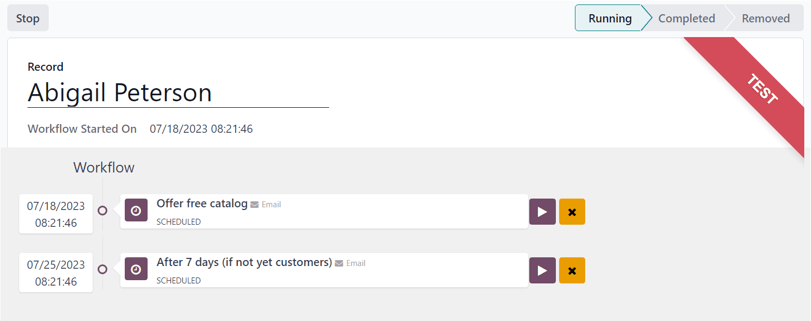 Stop
Running Completed Removed
Record
Abigail Peterson
TEST
Workflow Started On 07/18/2023 08:21:46
Workflow
07/18/2023
08:21:46
Offer free catalog Email
SCHEDULED
07/25/2023
08:21:46
After 7 days (if not yet customers) Email
SCHEDULED